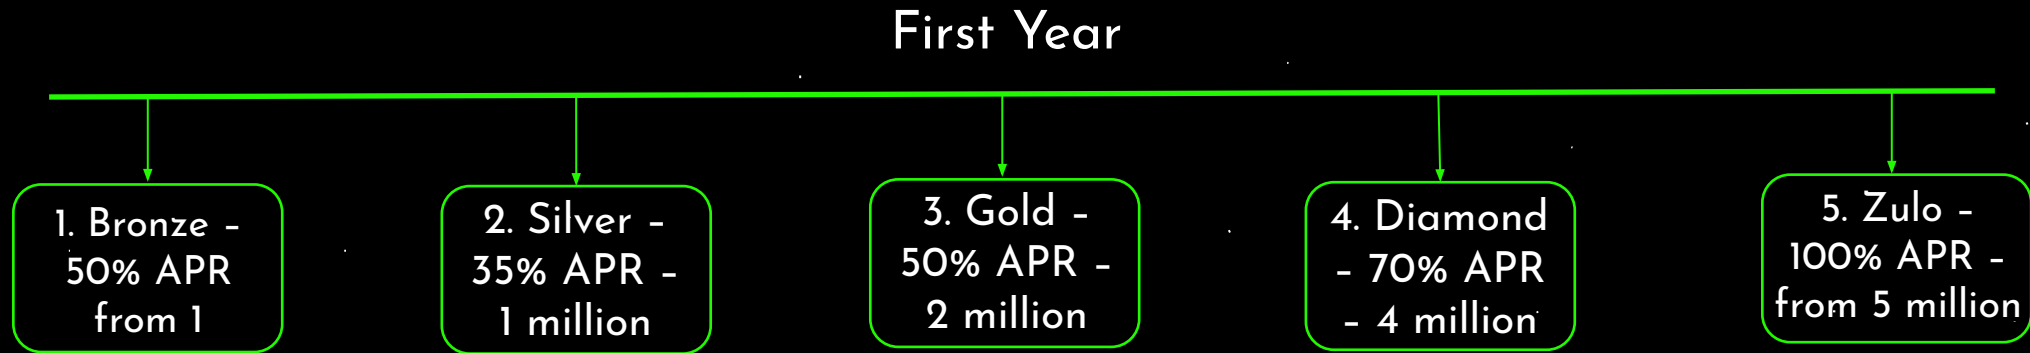 First Year
1. Bronze -
50% APR
from 1
2. Silver -
35% APR -
1 million
3. Gold -
50% APR -
2 million
4. Diamond
- 70% APR
- 4 million
5. Zulo -
100% APR -
from 5 million